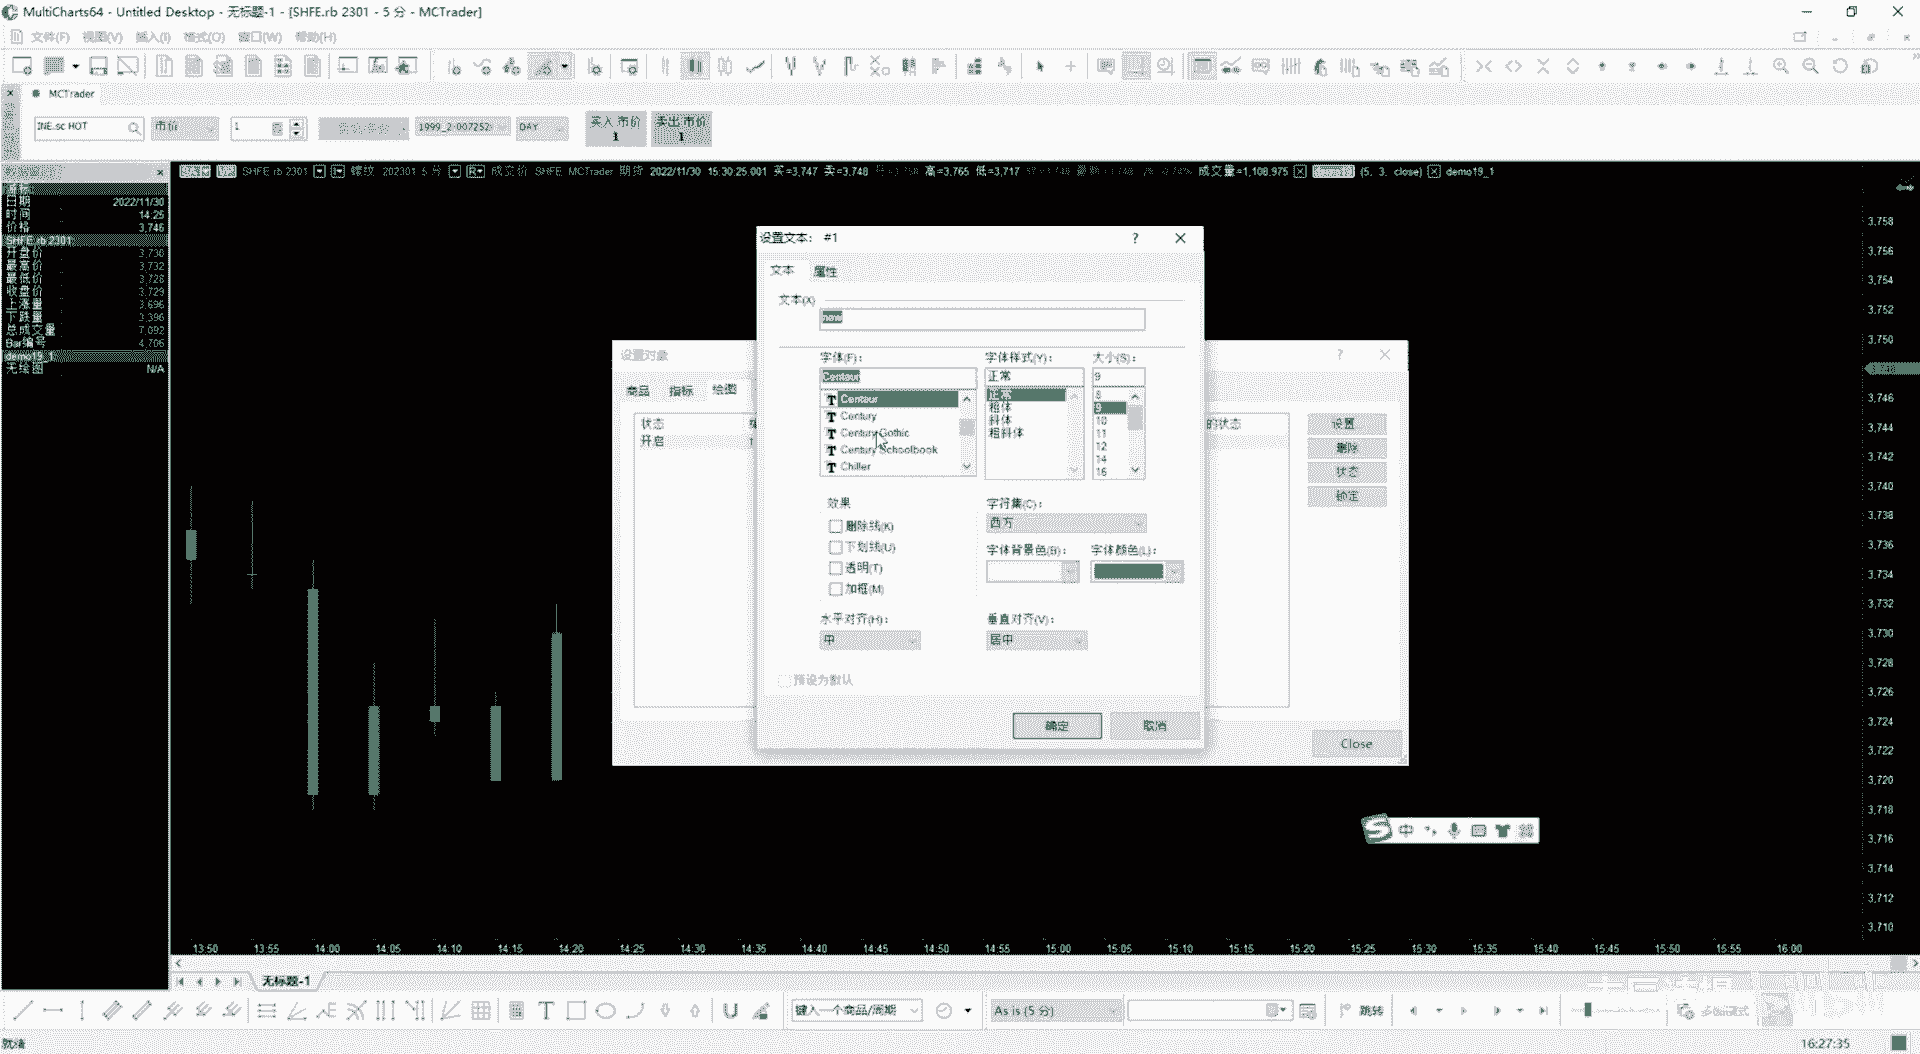 MultiCharts64 - Untitled Desktop - 无标题-1 - [SHFE.rb 2301 - 5 分 - MCTrader]
文件(F) 视图(V) 插入(I) 格式(O) 窗口(W) 帮助(H)
MCTrader
INE.sc HOT 市价 1 1999_2-007252 DAY 买入 市价 1 卖出 市价 1
SHFE rb 2301 螺纹 202301 5 分 成交价 SHFE MCTrader 期货 2022/11/30 15:30:25.001 买=3,747 卖=3,748 高=3,765 低=3,717 成交量=1,108,975 (5, 3, close) demo19_1
日期 2022/11/30
时间 14:25
价格 3,746
SHFE.rb 2301:
开盘价 3,730
最高价 3,732
最低价 3,728
收盘价 3,729
上涨量 3,696
下跌量 3,396
总成交量 7,092
Bar编号 4,706
demo19_1:
无绘图 N/A
设置文本: #1
文本 属性
文本(X)
new
字体(F): 字体样式(Y): 大小(S):
Centaur 正常 9
Centaur
Century
Century Gothic
Century Schoolbook
Chiller
正常
粗体
斜体
粗斜体
8
9
10
11
12
14
16
效果
删除线(K)
下划线(U)
透明(T)
加框(M)
字符集(C):
西方
字体背景色(B): 字体颜色(L):
水平对齐(H): 垂直对齐(V):
中 居中
预设为默认
确定 取消
设置对象
商品 指标 绘图
状态 的状态
开启 1
设置...
删除
状态
锁定
Close
3,758
3,756
3,754
3,752
3,750
3,746
3,744
3,742
3,740
3,738
3,736
3,734
3,732
3,730
3,728
3,726
3,724
3,722
3,720
3,718
3,716
3,714
3,712
3,710
中
13:50 13:55 14:00 14:05 14:10 14:15 14:20 14:25 14:30 14:35 14:40 14:45 14:50 14:55 15:00 15:05 15:10 15:15 15:20 15:25 15:30 15:35 15:40 15:45 15:50 15:55 16:00
无标题-1
键入一个商品/周期 As is (5 分) 跳转
就绪 16:27:35